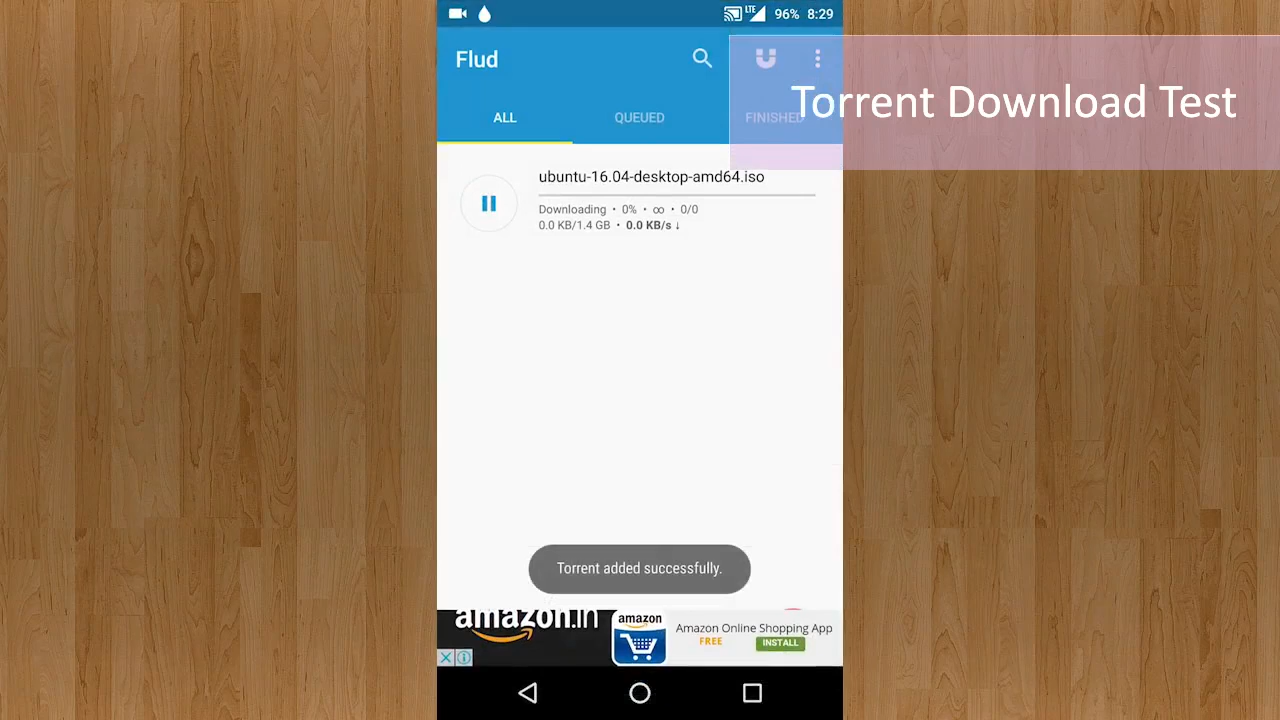 LTE 96% 8:29
Flud
Torrent Download Test
ALL QUEUED FINISHED
ubuntu-16.04-desktop-amd64.iso
Downloading • 0% • ∞ • 0/0
0.0 KB/1.4 GB • 0.0 KB/s ↓
Torrent added successfully.
amazon.in
amazon
Amazon Online Shopping App
FREE INSTALL